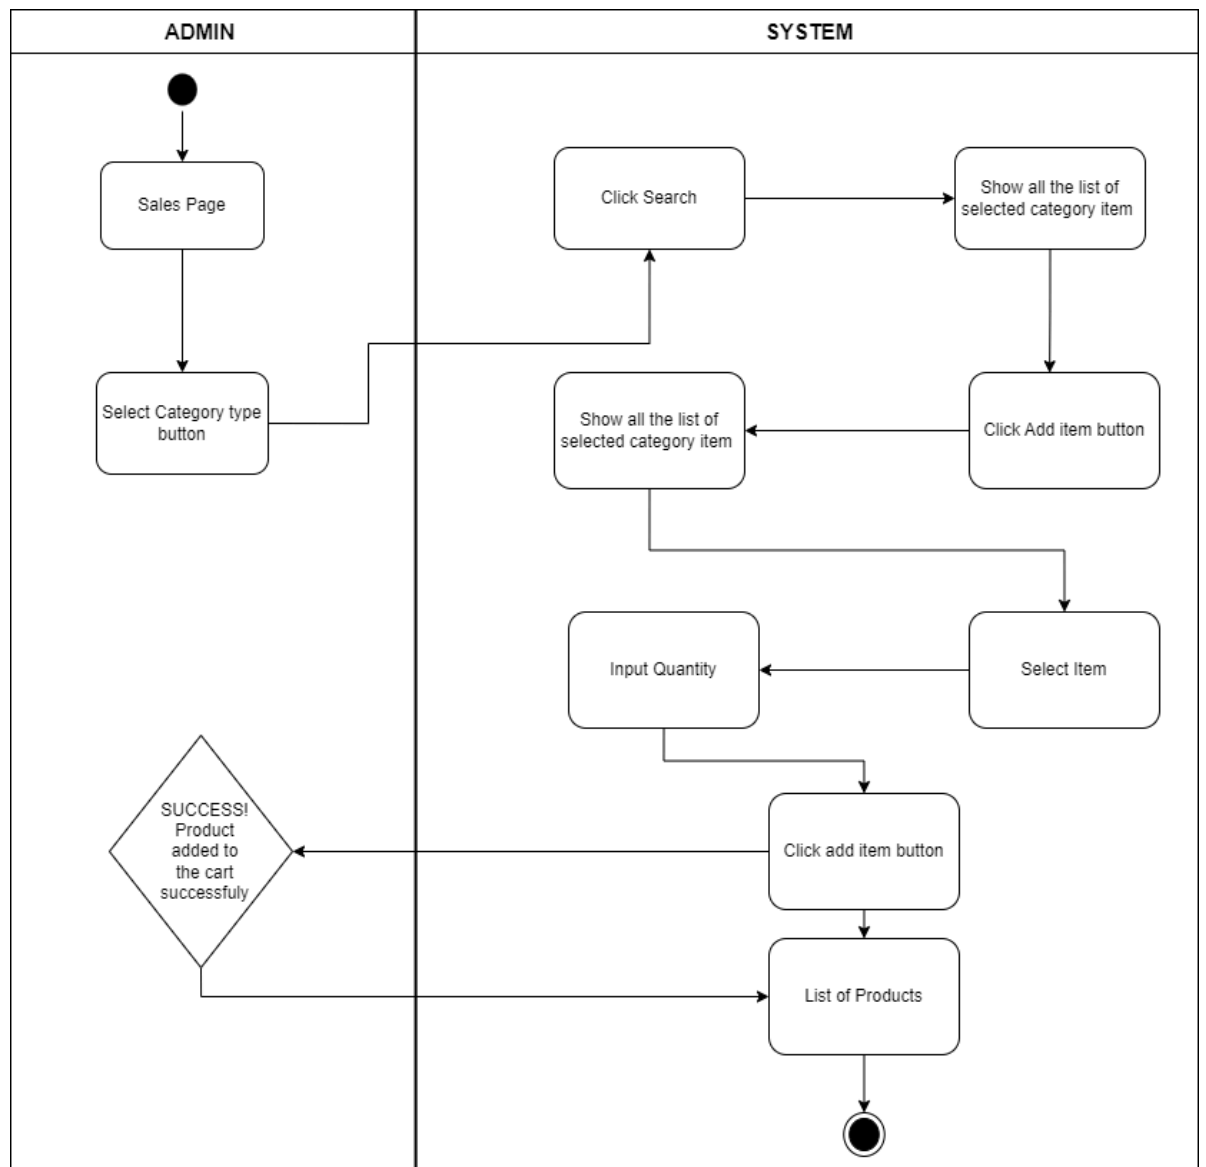 ADMIN
SYSTEM
Sales Page
Click Search
Show all the list of
selected category item
Select Category type
button
Show all the list of
selected category item
Click Add item button
Input Quantity
Select Item
SUCCESS!
Product
added to
the cart
successfuly
Click add item button
List of Products